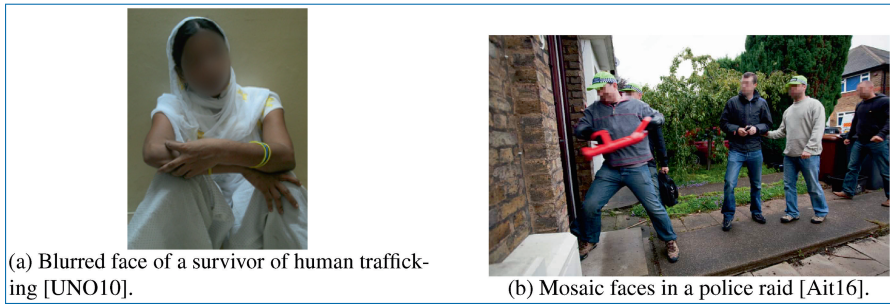 (a) Blurred face of a survivor of human traffick-
ing [UNO10].
(b) Mosaic faces in a police raid [Ait16].